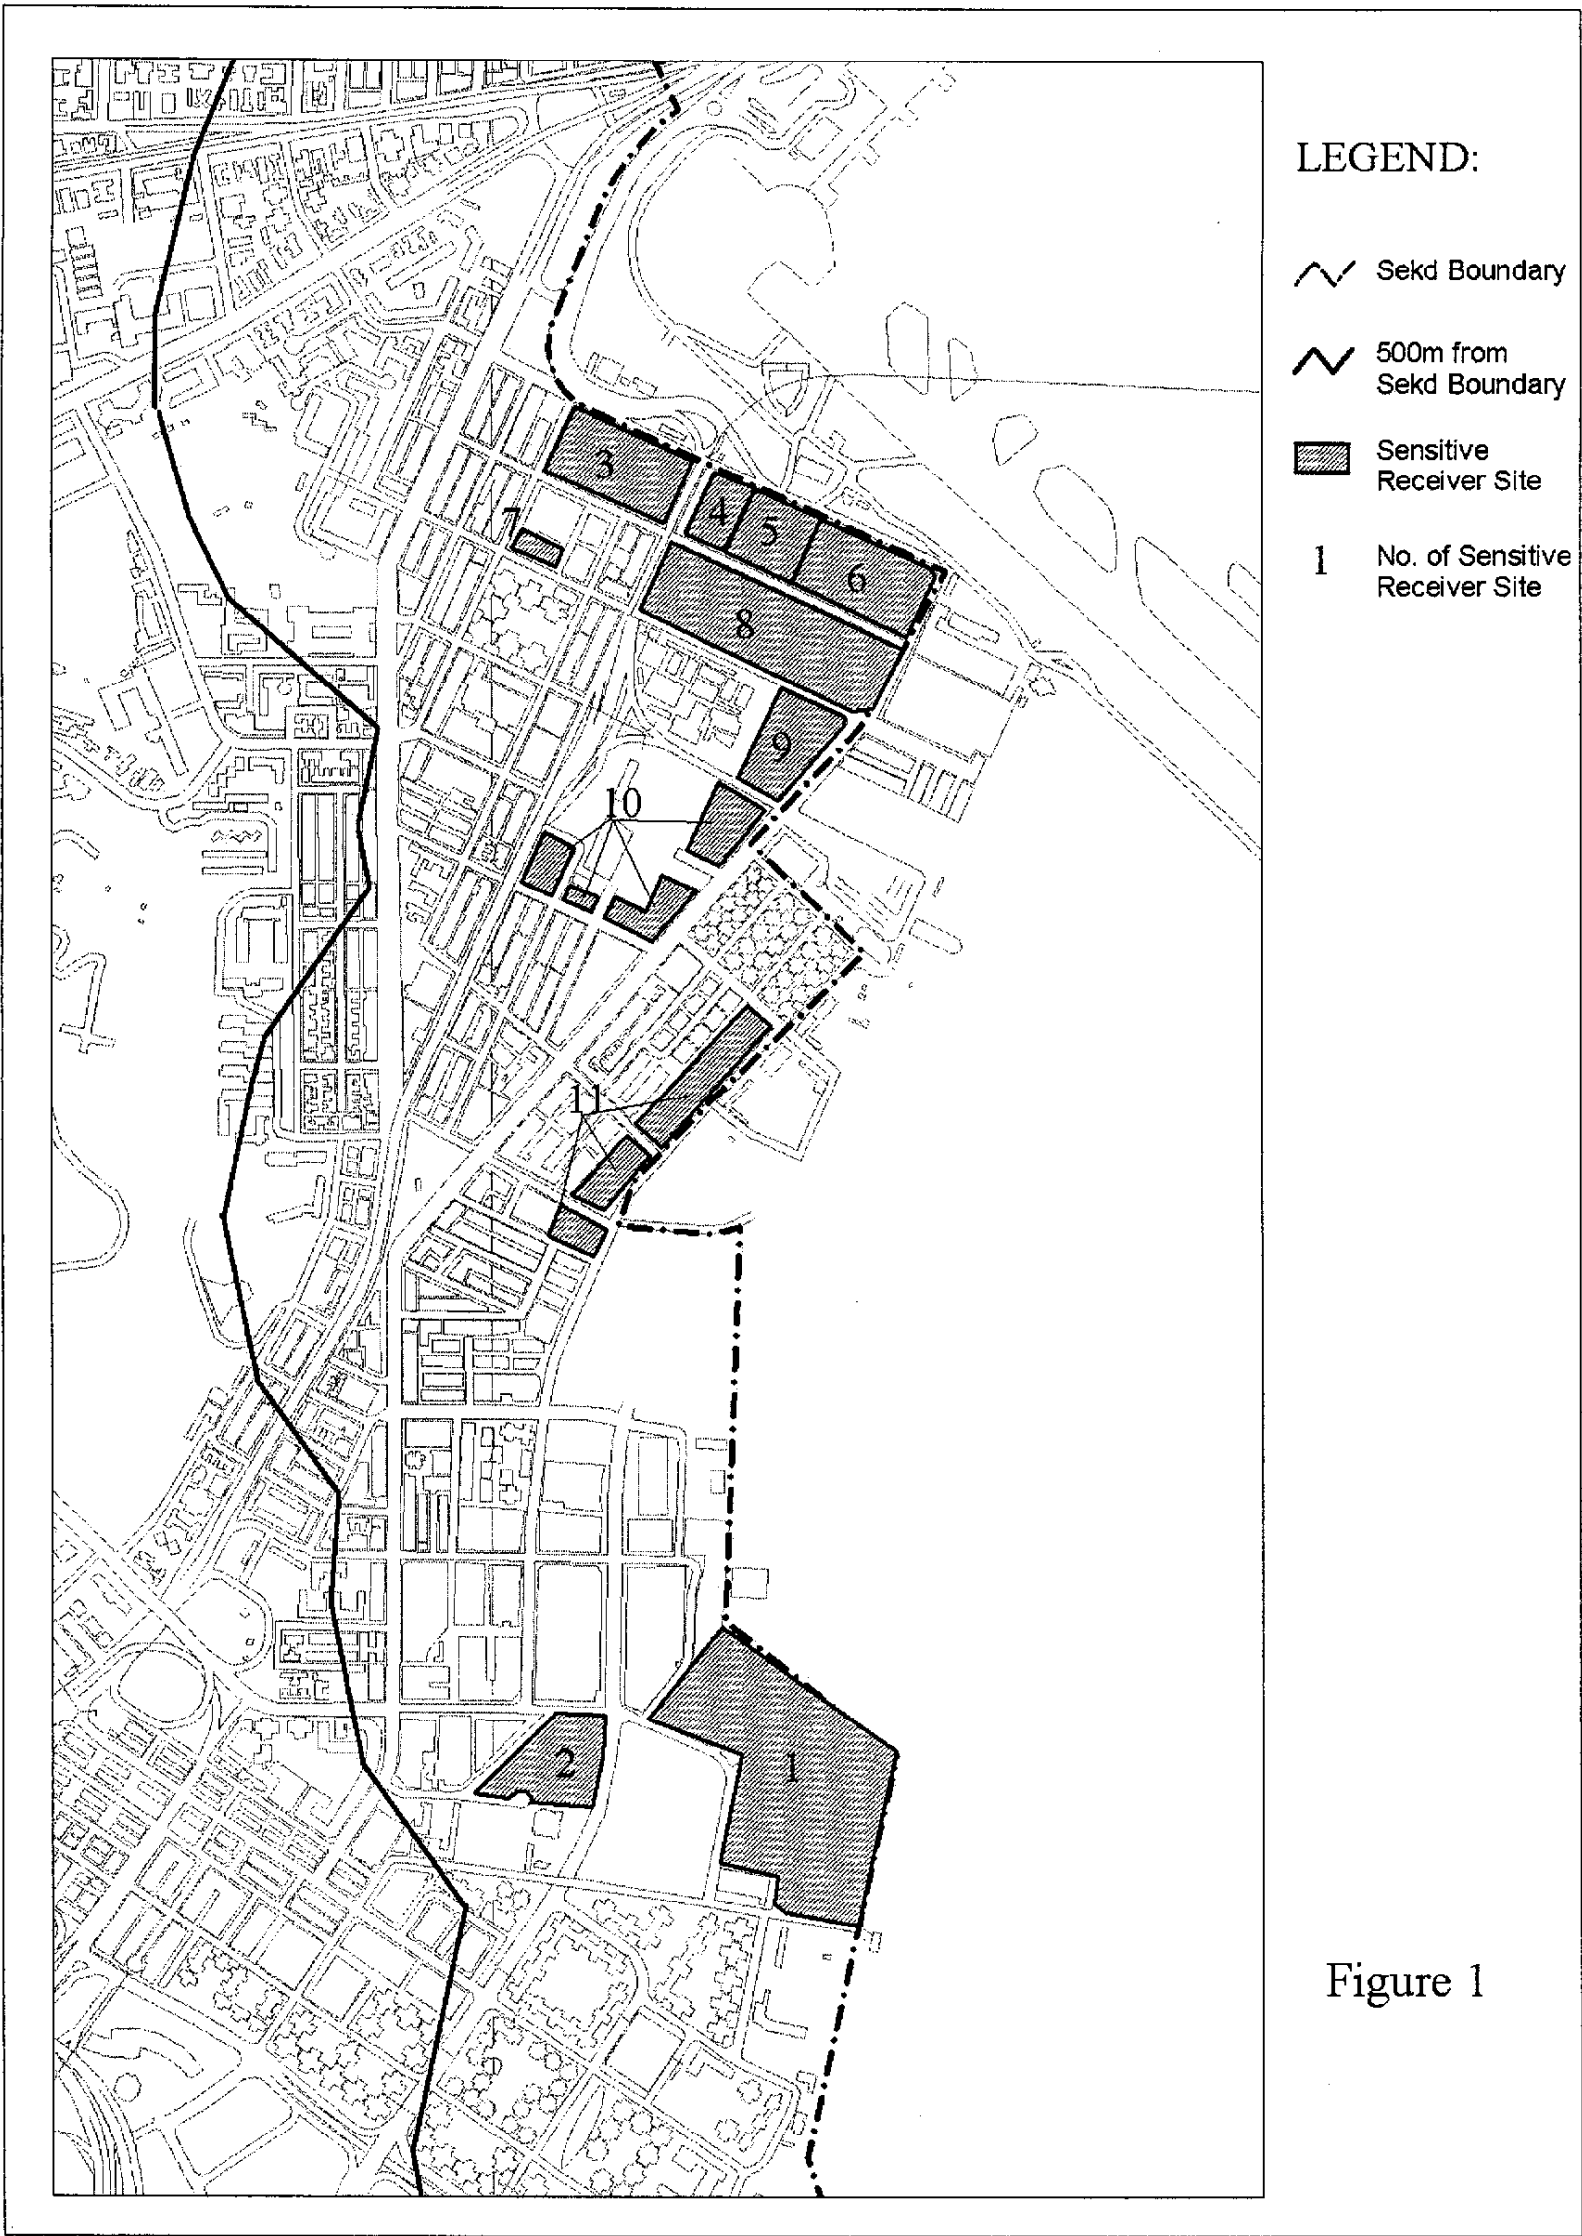 LEGEND:
Sekd Boundary
500m from
Sekd Boundary
Sensitive
Receiver Site
1 No. of Sensitive
Receiver Site
3
4
5
6
7
8
9
10
11
2
1
Figure 1